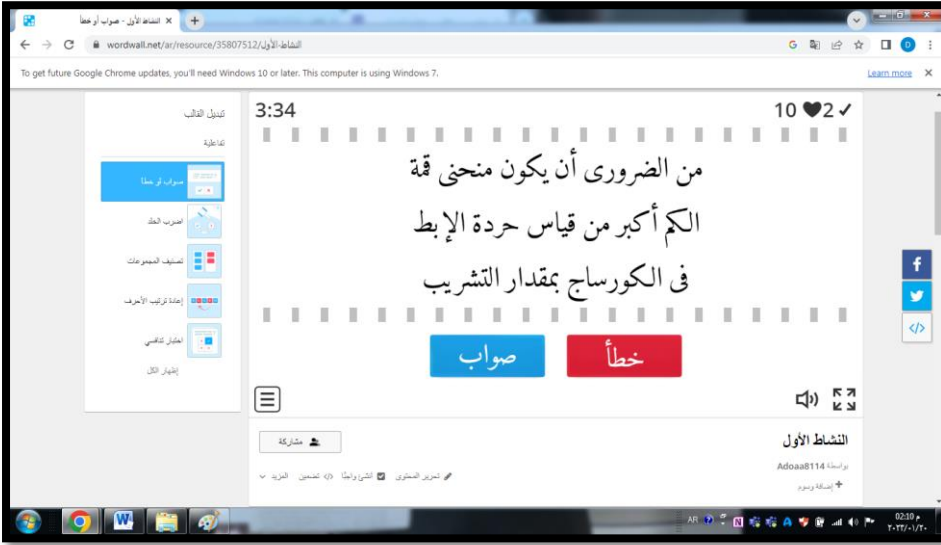 النشاط الأول - صواب أو خطأ
wordwall.net/ar/resource/35807512/النشاط-الأول
To get future Google Chrome updates, you'll need Windows 10 or later. This computer is using Windows 7.
Learn more
3:34
10 2
من الضرورى أن يكون منحنى قمة
الكم أكبر من قياس حردة الإبط
فى الكورساج بمقدار التشريب
خطأ
صواب
تبديل القالب
تفاعلية
صواب أو خطأ
اضرب الخلد
تصنيف المجموعات
إعادة ترتيب الأحرف
اختبار تنافسي
إظهار الكل
النشاط الأول
مشاركة
بواسطة Adoaa8114
إضافة وسوم
تحرير المحتوى
أنشئ واجبًا
تضمين
المزيد
AR
02:10 م
٢٠٢٣/٠١/٢٠